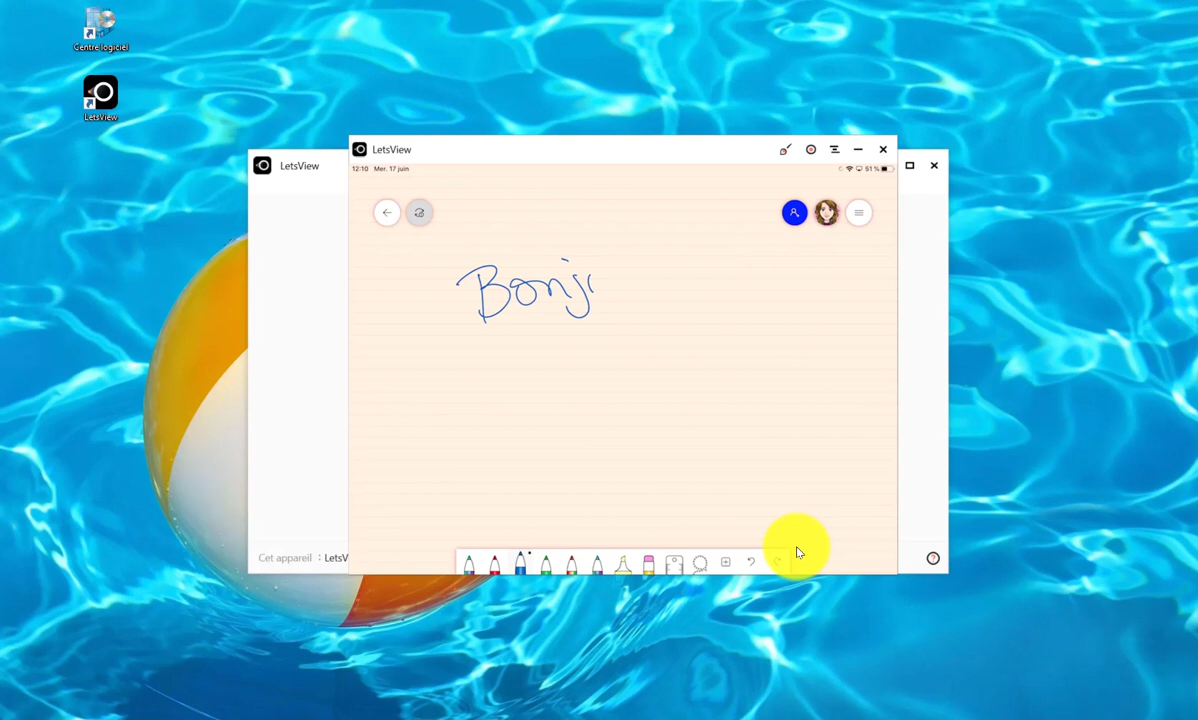 Centre logiciel
LetsView
LetsView
LetsView
12:10 Mer. 17 juin
51 %
Bonj
Cet appareil : LetsV